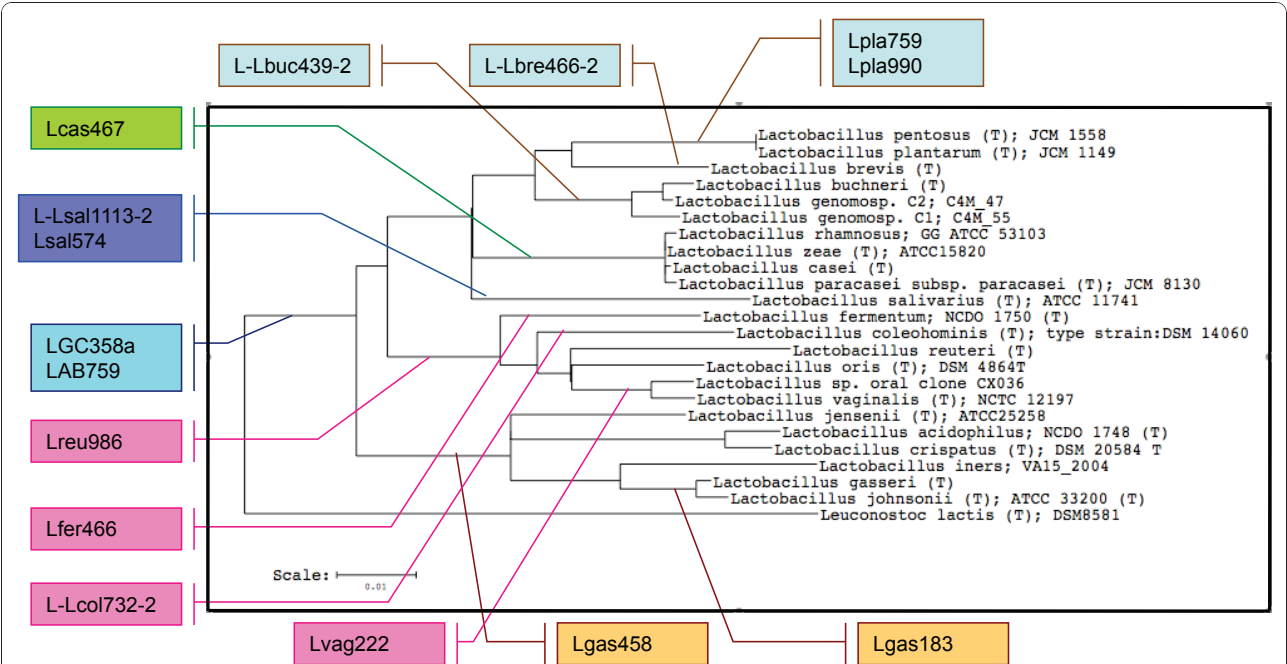 L-Lbuc439-2
L-Lbre466-2
Lpla759
Lpla990
Lcas467
L-Lsal1113-2
Lsal574
LGC358a
LAB759
Lreu986
Lfer466
L-Lcol732-2
Lactobacillus pentosus (T); JCM 1558
Lactobacillus plantarum (T); JCM 1149
Lactobacillus brevis (T)
Lactobacillus buchneri (T)
Lactobacillus genomosp. C2; C4M_47
Lactobacillus genomosp. C1; C4M_55
Lactobacillus rhamnosus; GG ATCC 53103
Lactobacillus zeae (T); ATCC15820
Lactobacillus casei (T)
Lactobacillus paracasei subsp. paracasei (T); JCM 8130
Lactobacillus salivarius (T); ATCC 11741
Lactobacillus fermentum; NCDO 1750 (T)
Lactobacillus coleohominis (T); type strain:DSM 14060
Lactobacillus reuteri (T)
Lactobacillus oris (T); DSM 4864T
Lactobacillus sp. oral clone CX036
Lactobacillus vaginalis (T); NCTC 12197
Lactobacillus jensenii (T); ATCC25258
Lactobacillus acidophilus; NCDO 1748 (T)
Lactobacillus crispatus (T); DSM 20584 T
Lactobacillus iners; VA15_2004
Lactobacillus gasseri (T)
Lactobacillus johnsonii (T); ATCC 33200 (T)
Leuconostoc lactis (T); DSM8581
Scale:
0.01
Lvag222
Lgas458
Lgas183